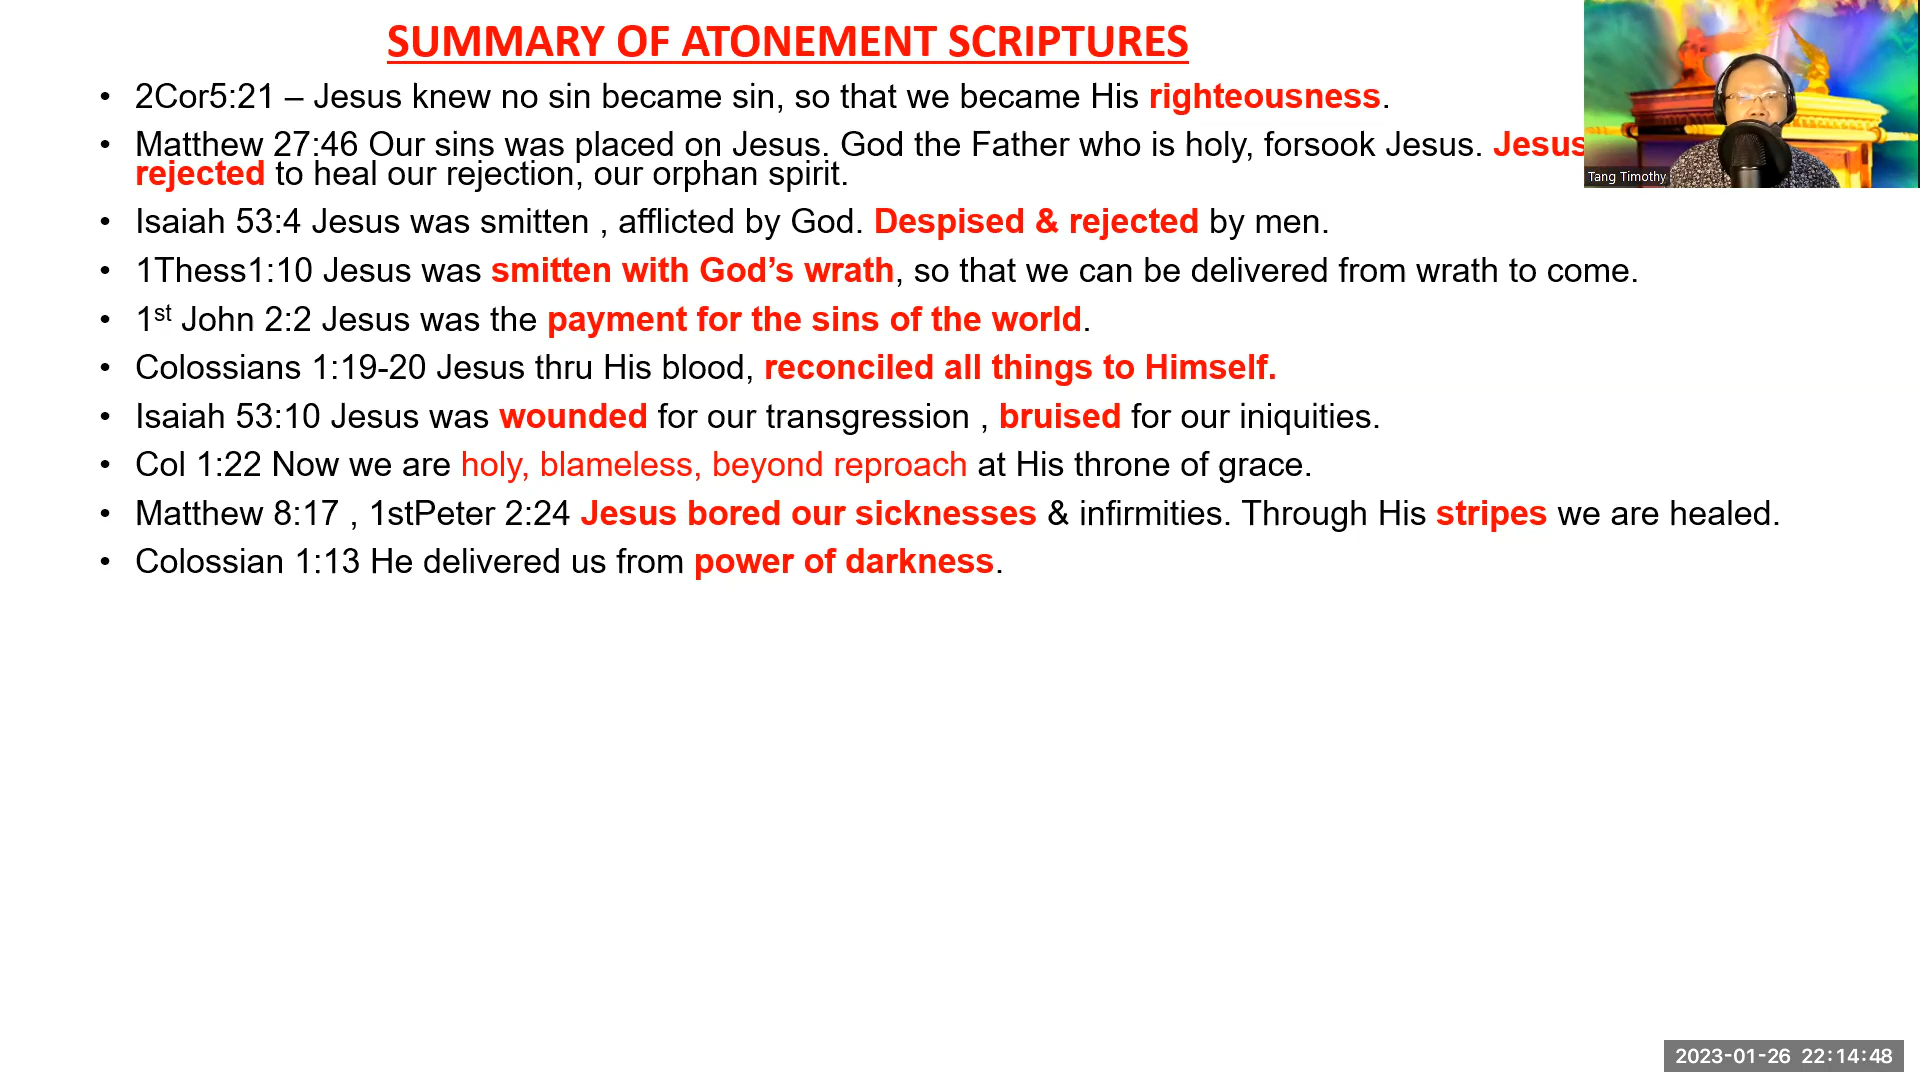 SUMMARY OF ATONEMENT SCRIPTURES
• 2Cor5:21 – Jesus knew no sin became sin, so that we became His righteousness.
• Matthew 27:46 Our sins was placed on Jesus. God the Father who is holy, forsook Jesus. Jesus
rejected to heal our rejection, our orphan spirit.
• Isaiah 53:4 Jesus was smitten , afflicted by God. Despised & rejected by men.
• 1Thess1:10 Jesus was smitten with God’s wrath, so that we can be delivered from wrath to come.
• 1st John 2:2 Jesus was the payment for the sins of the world.
• Colossians 1:19-20 Jesus thru His blood, reconciled all things to Himself.
• Isaiah 53:10 Jesus was wounded for our transgression , bruised for our iniquities.
• Col 1:22 Now we are holy, blameless, beyond reproach at His throne of grace.
• Matthew 8:17 , 1stPeter 2:24 Jesus bored our sicknesses & infirmities. Through His stripes we are healed.
• Colossian 1:13 He delivered us from power of darkness.
Tang Timothy
2023-01-26 22:14:48